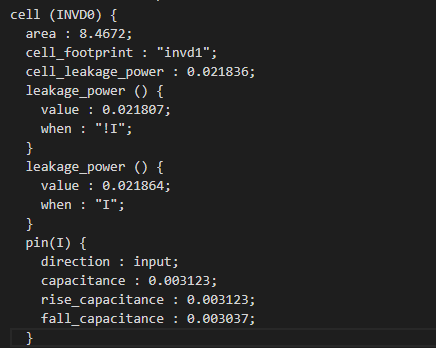 cell (INVD0) {
area : 8.4672;
cell_footprint : "invd1";
cell_leakage_power : 0.021836;
leakage_power () {
value : 0.021807;
when : "!I";
}
leakage_power () {
value : 0.021864;
when : "I";
}
pin(I) {
direction : input;
capacitance : 0.003123;
rise_capacitance : 0.003123;
fall_capacitance : 0.003037;
}